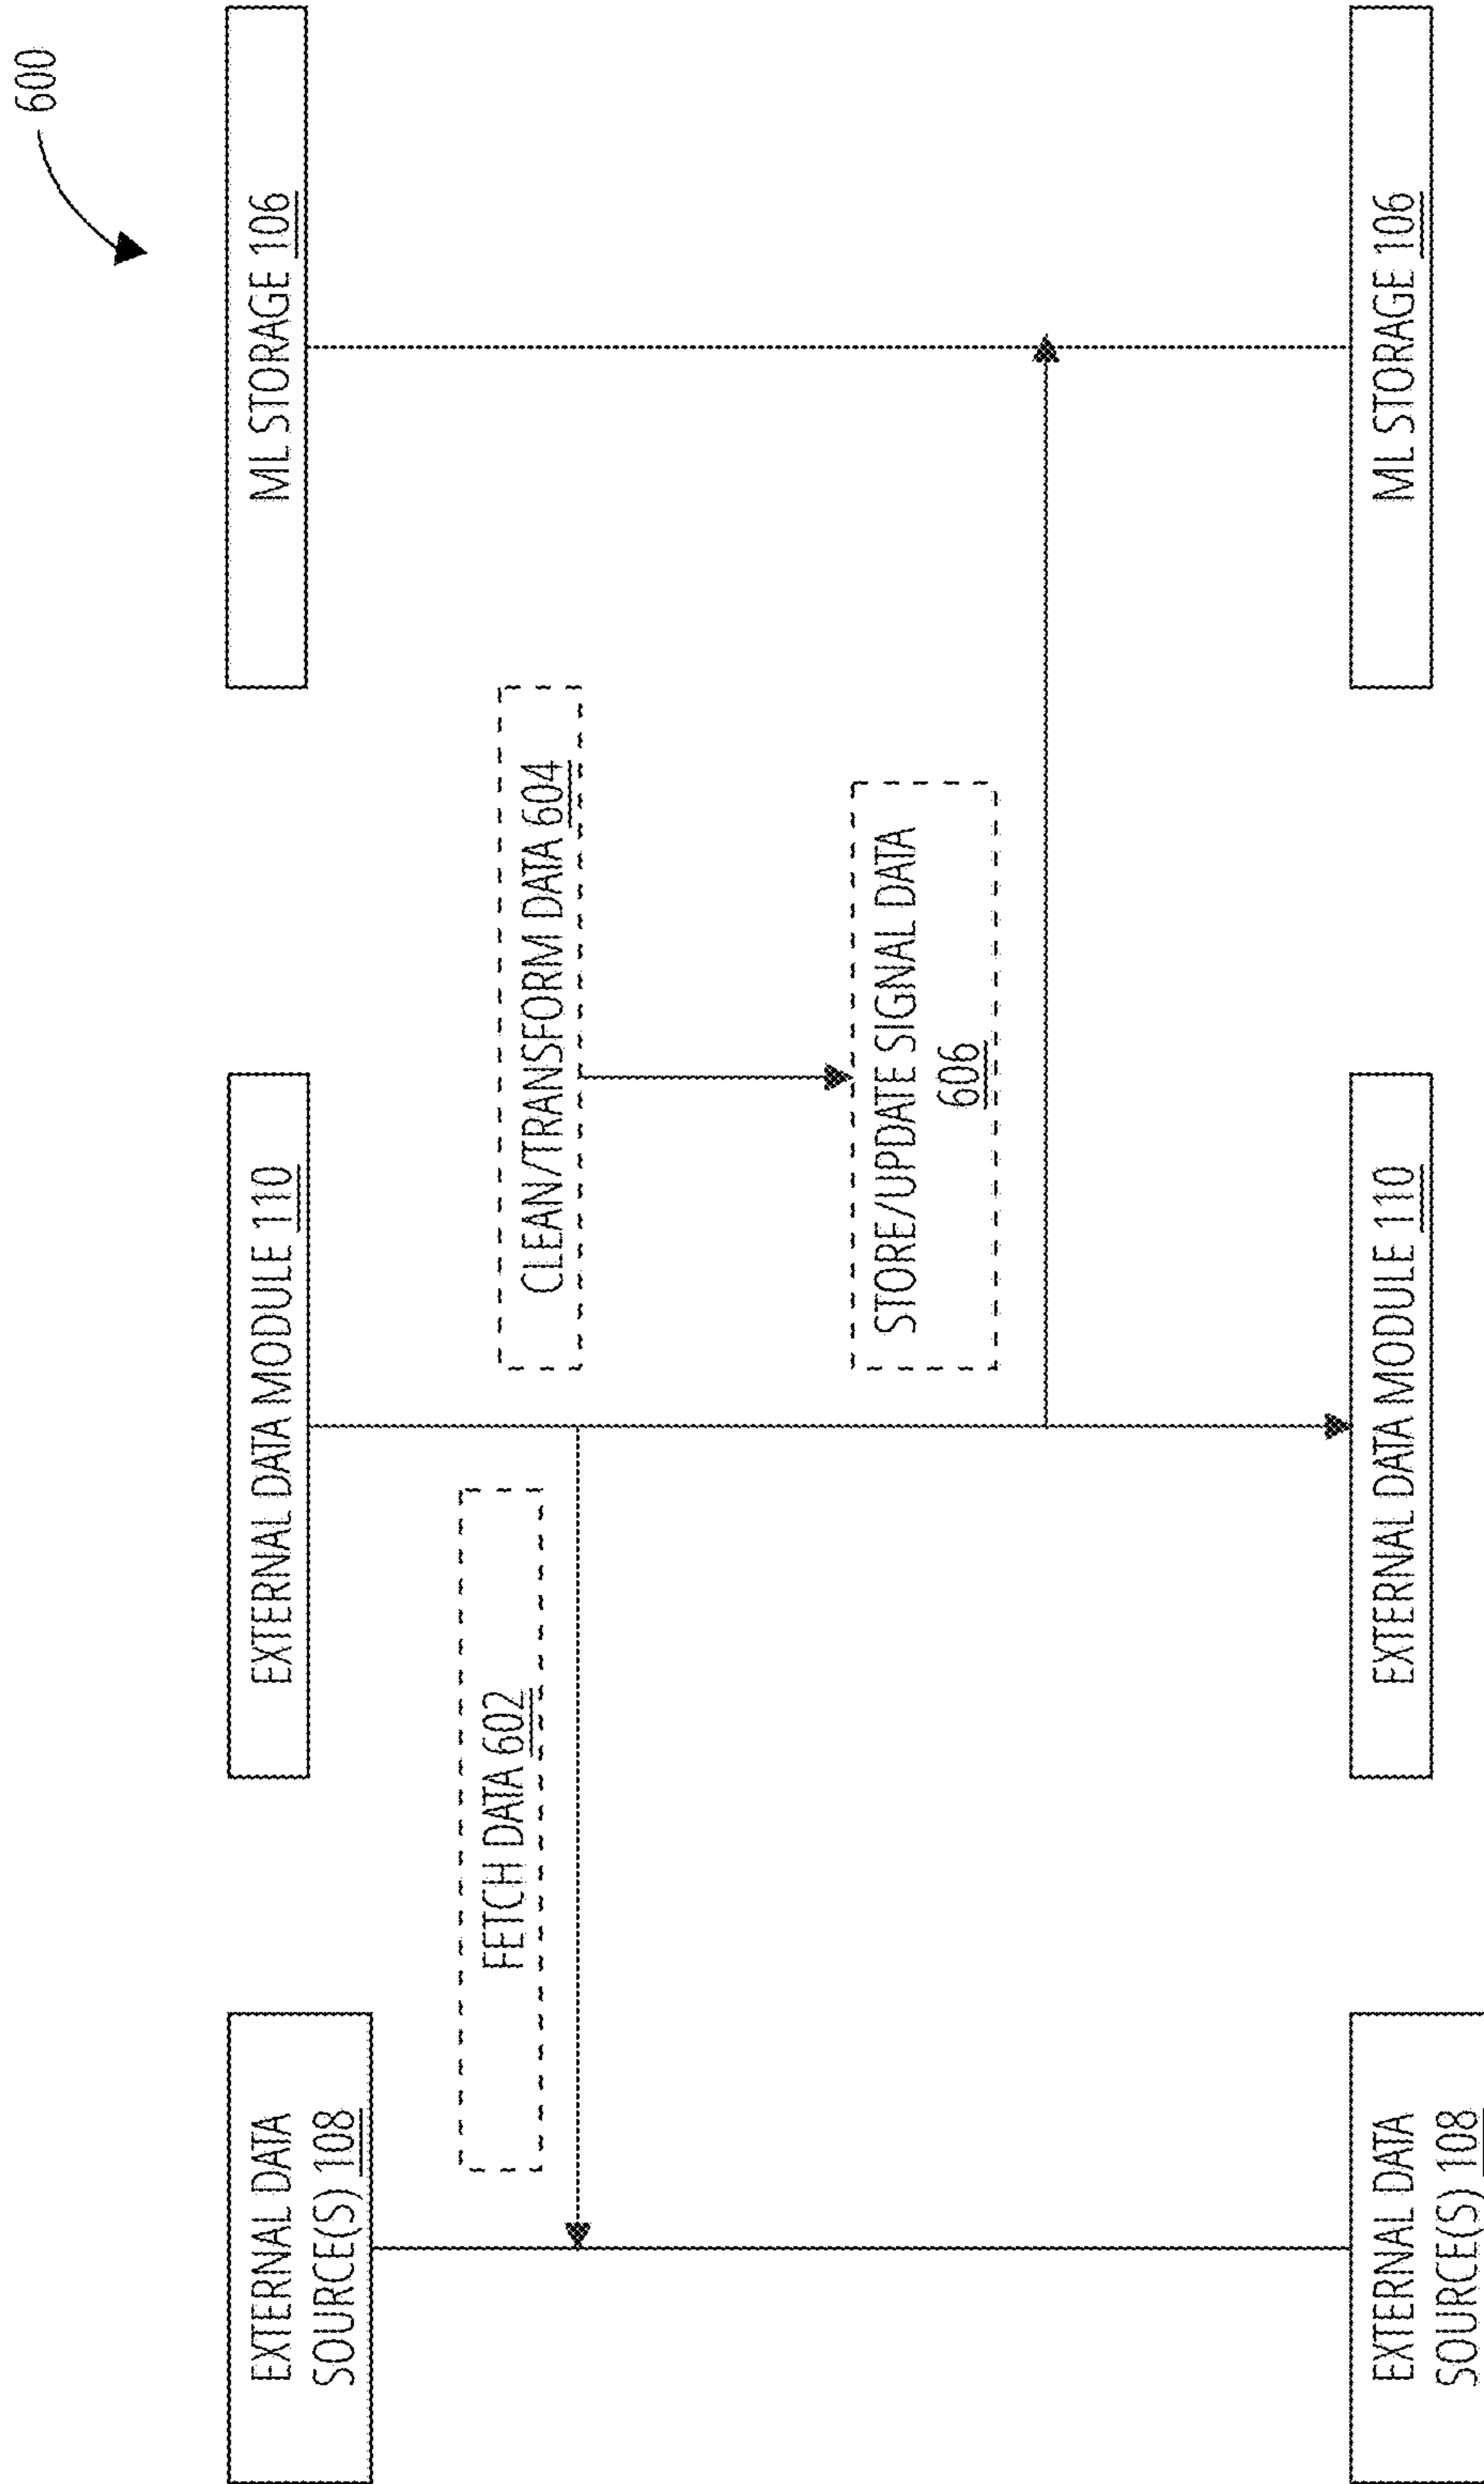 600
EXTERNAL DATA
SOURCE(S) 108
EXTERNAL DATA MODULE 110
ML STORAGE 106
FETCH DATA 602
CLEAN/TRANSFORM DATA 604
STORE/UPDATE SIGNAL DATA
606
EXTERNAL DATA
SOURCE(S) 108
EXTERNAL DATA MODULE 110
ML STORAGE 106